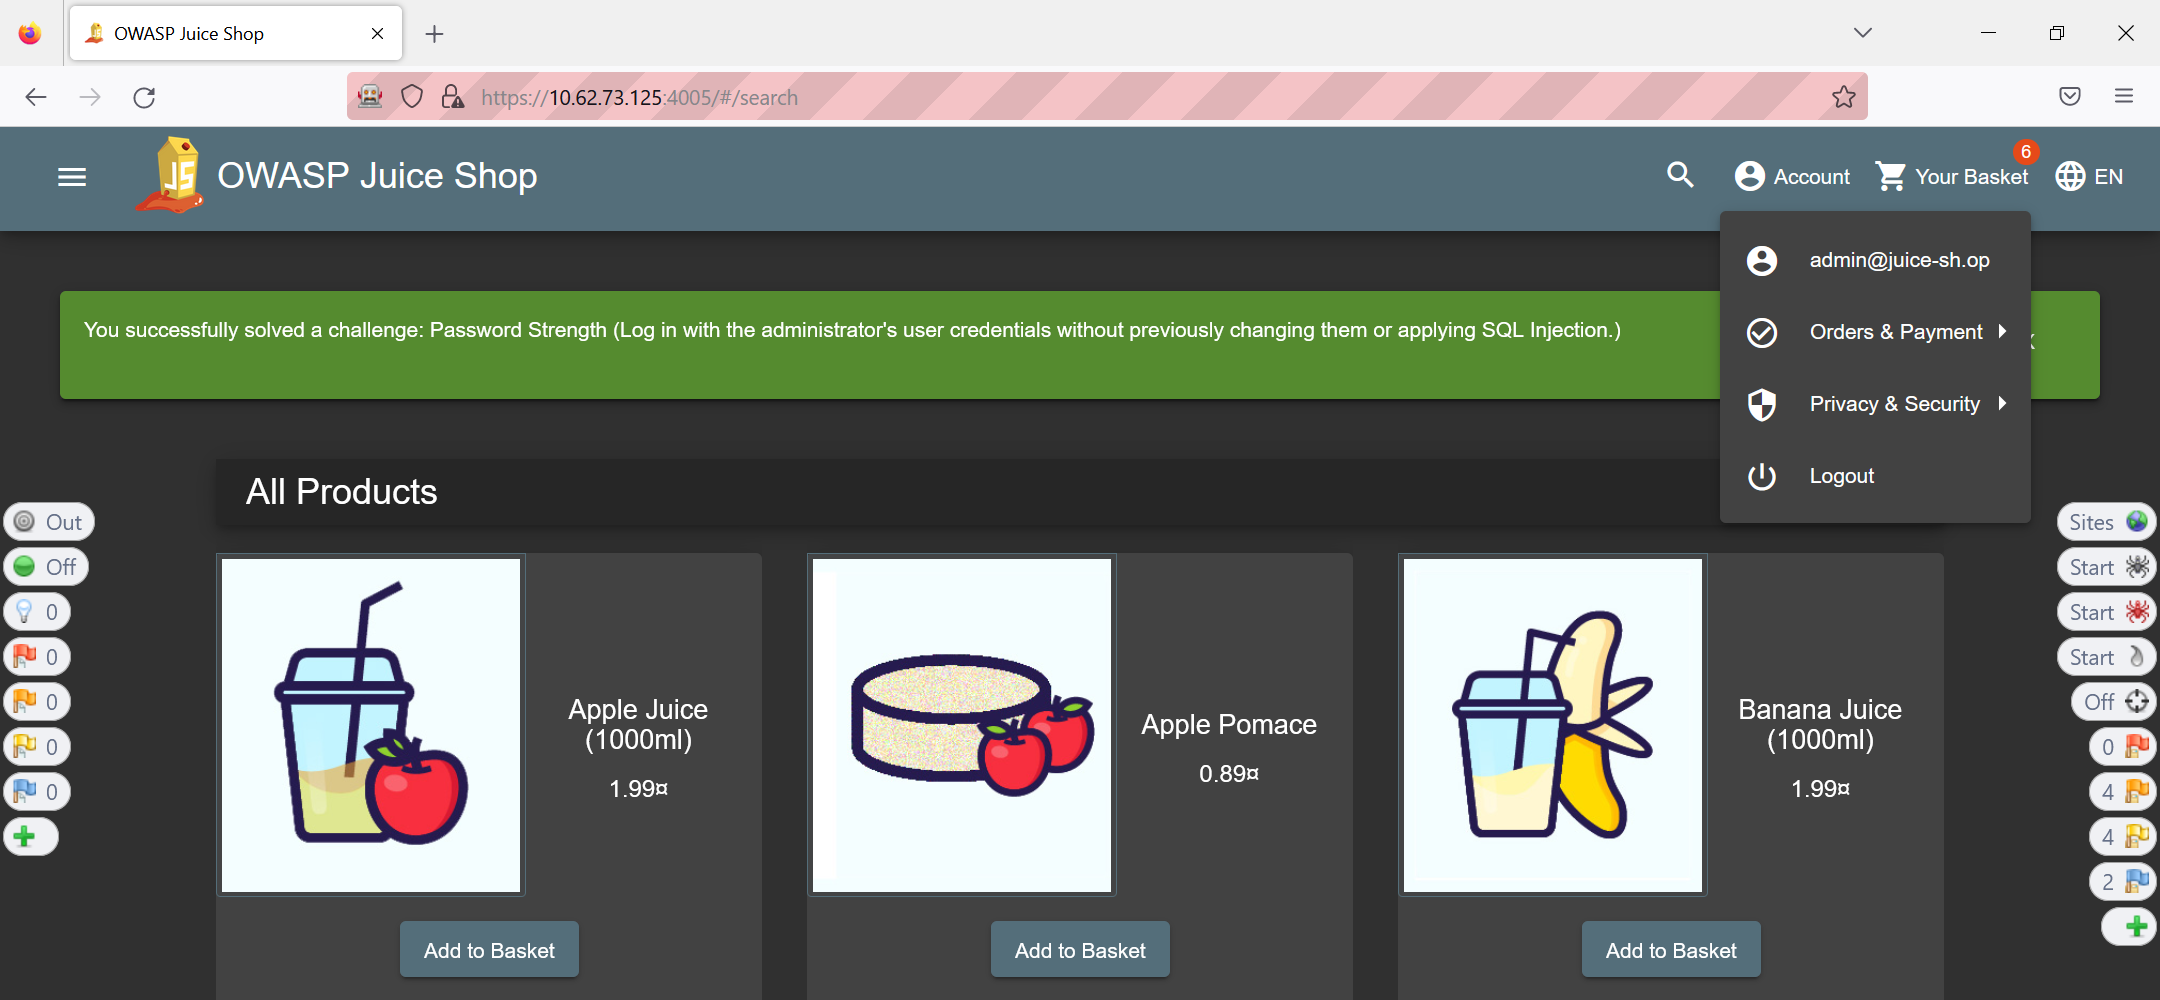 OWASP Juice Shop
https://10.62.73.125:4005/#/search
JS
OWASP Juice Shop
Account
6
Your Basket
EN
admin@juice-sh.op
You successfully solved a challenge: Password Strength (Log in with the administrator's user credentials without previously changing them or applying SQL Injection.)
Orders & Payment
Privacy & Security
Logout
All Products
Out
Off
0
0
0
0
0
Sites
Start
Start
Start
Off
0
4
4
2
Apple Juice
(1000ml)
1.99¤
Add to Basket
Apple Pomace
0.89¤
Add to Basket
Banana Juice
(1000ml)
1.99¤
Add to Basket